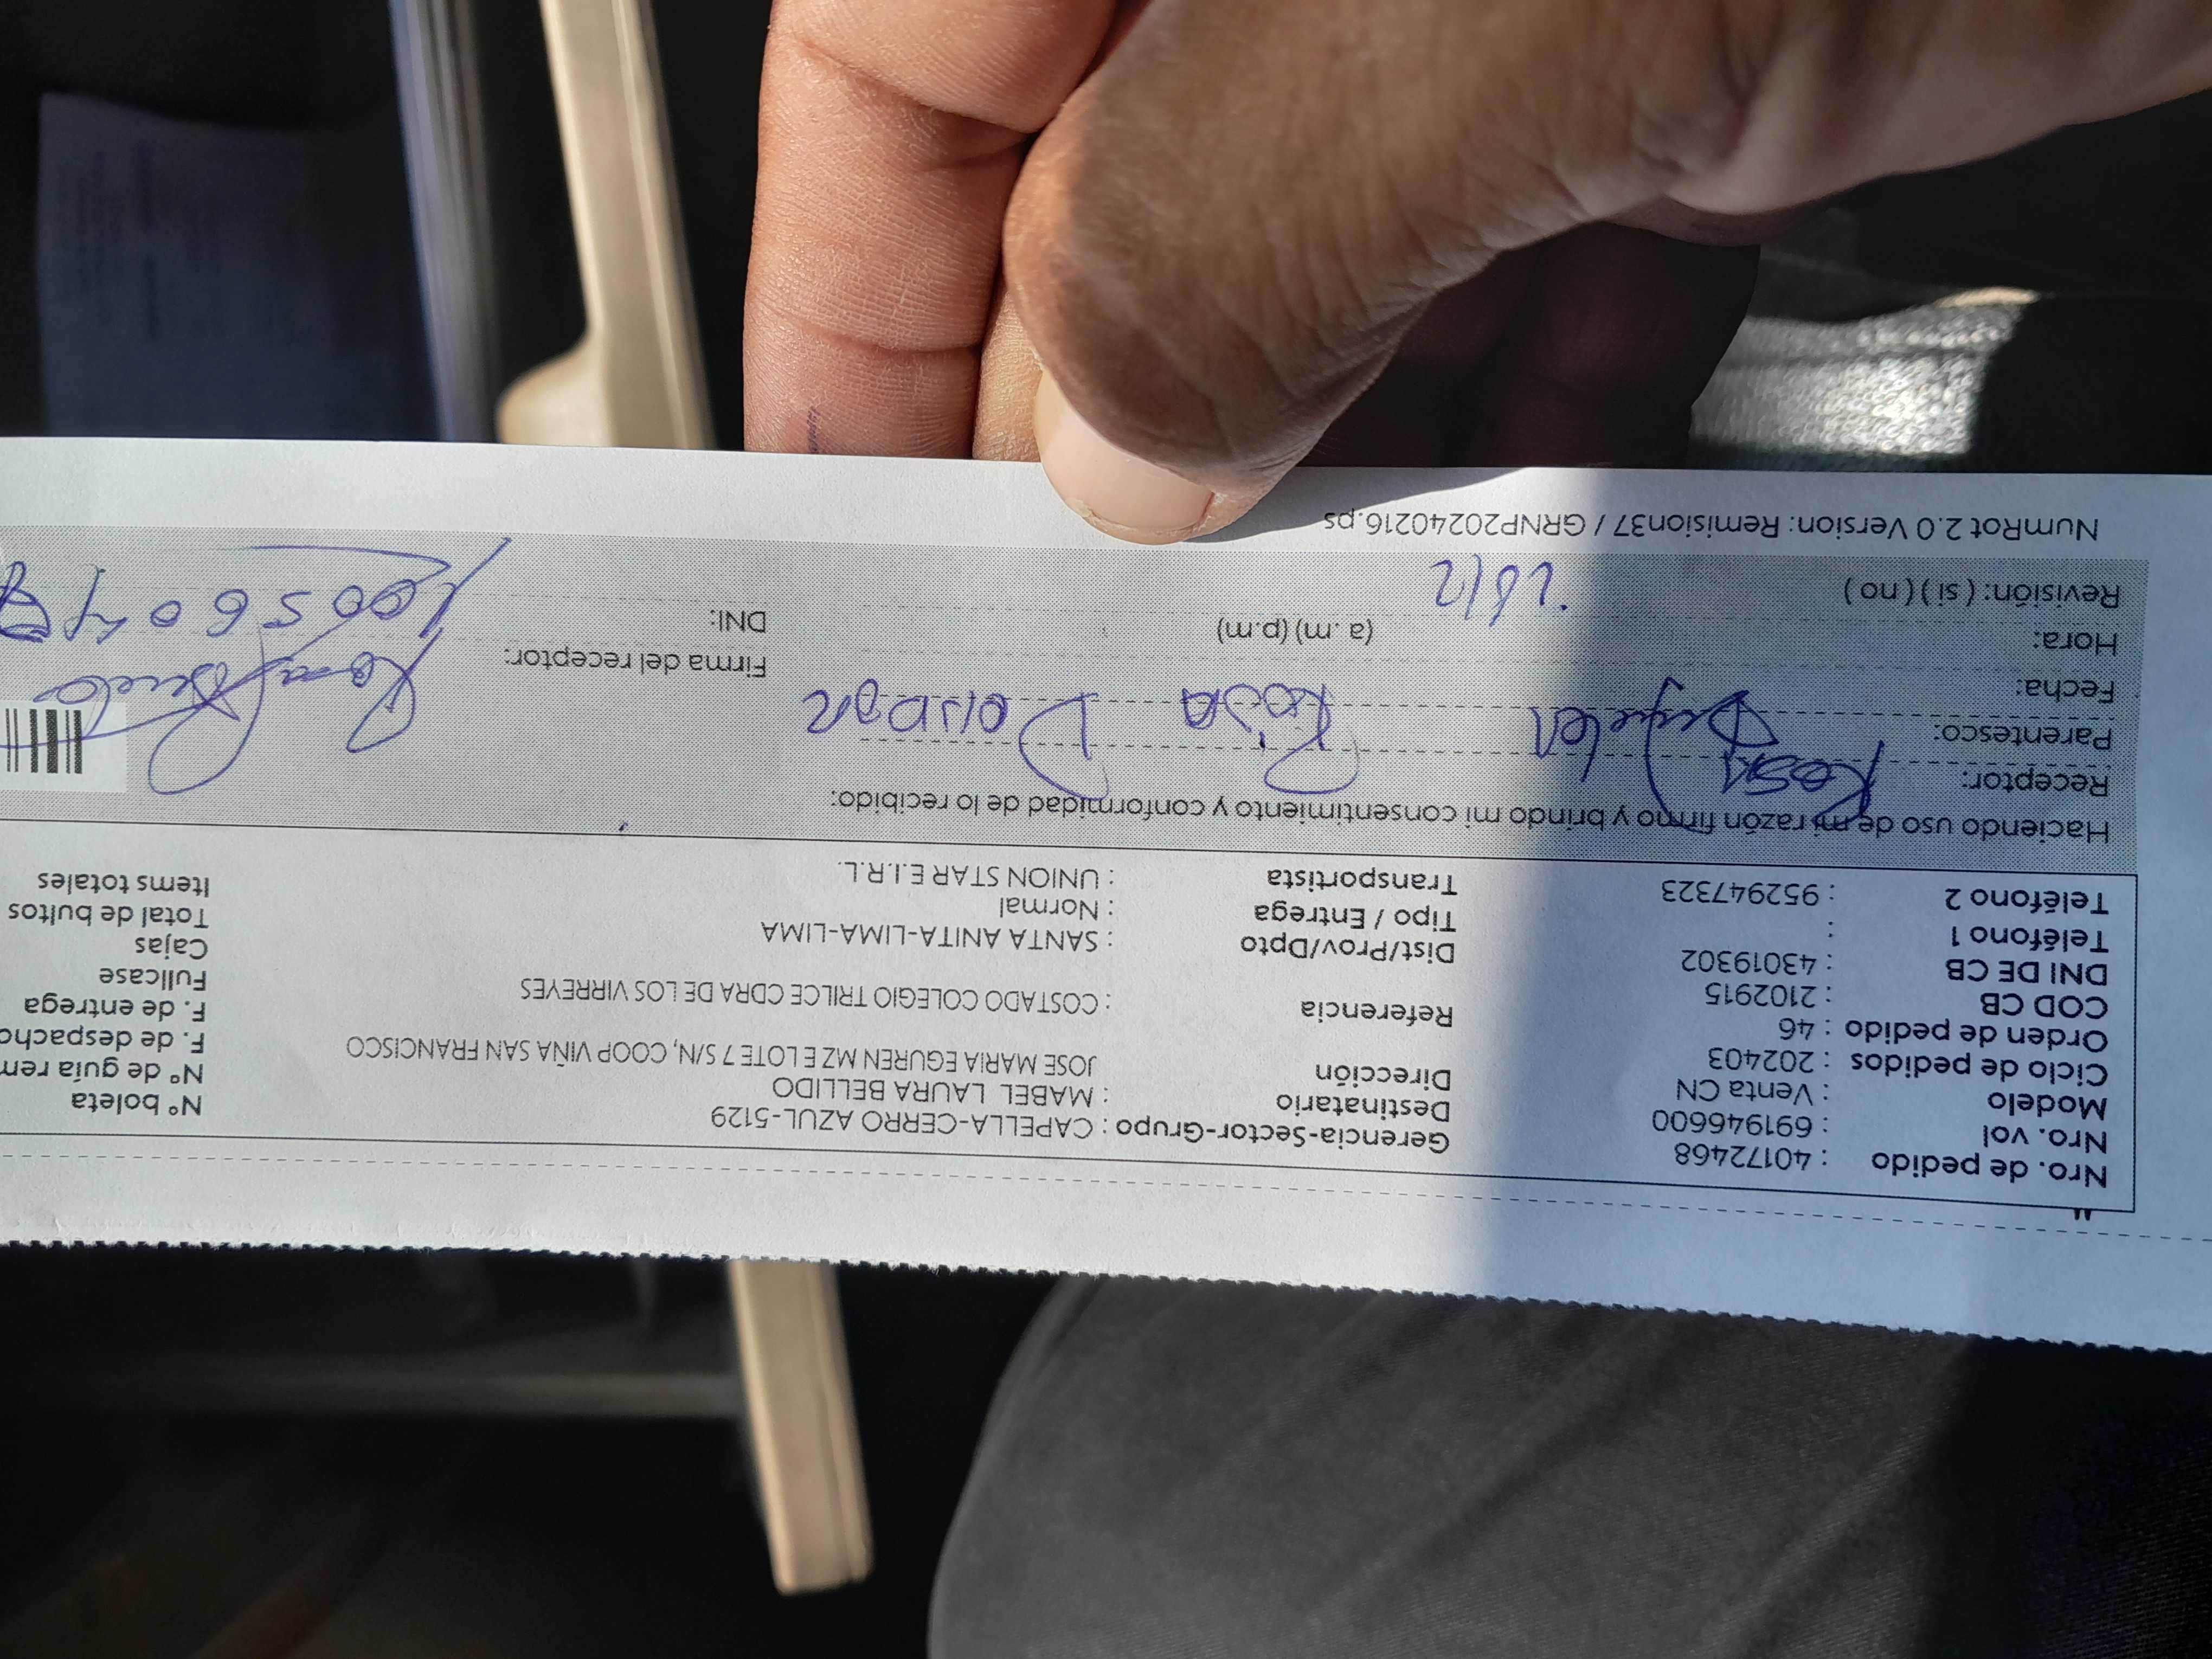 Nro. de pedido : 40172468 Gerencia-Sector-Grupo : CAPELLA-CERRO AZUL-5129 Nº boleta
Nro. vol : 691946600 Destinatario : MABEL LAURA BELLIDO Nº de guía rem
Modelo : Venta CN Dirección JOSE MARIA EGUREN MZ E LOTE 7 S/N, COOP VIÑA SAN FRANCISCO F. de despacho
Ciclo de pedidos : 202403 F. de entrega
Orden de pedido : 46 Referencia : COSTADO COLEGIO TRILCE CDRA DE LOS VIRREYES Fullcase
COD CB : 2102915 Cajas
DNI DE CB : 43019302 Dist/Prov/Dpto : SANTA ANITA-LIMA-LIMA Total de bultos
Teléfono 1 : Tipo / Entrega : Normal Items totales
Teléfono 2 : 952947323 Transportista : UNION STAR E.I.R.L.
Haciendo uso de mi razón firmo y brindo mi consentimiento y conformidad de lo recibido:
Receptor: Rosa
Parentesco: Rosa
Fecha: Firma del receptor:
Hora: (a.m) (p.m) DNI:
Revisión: ( si ) ( no )
NumRot 2.0 Version: Remision37 / GRNP20240216.ps